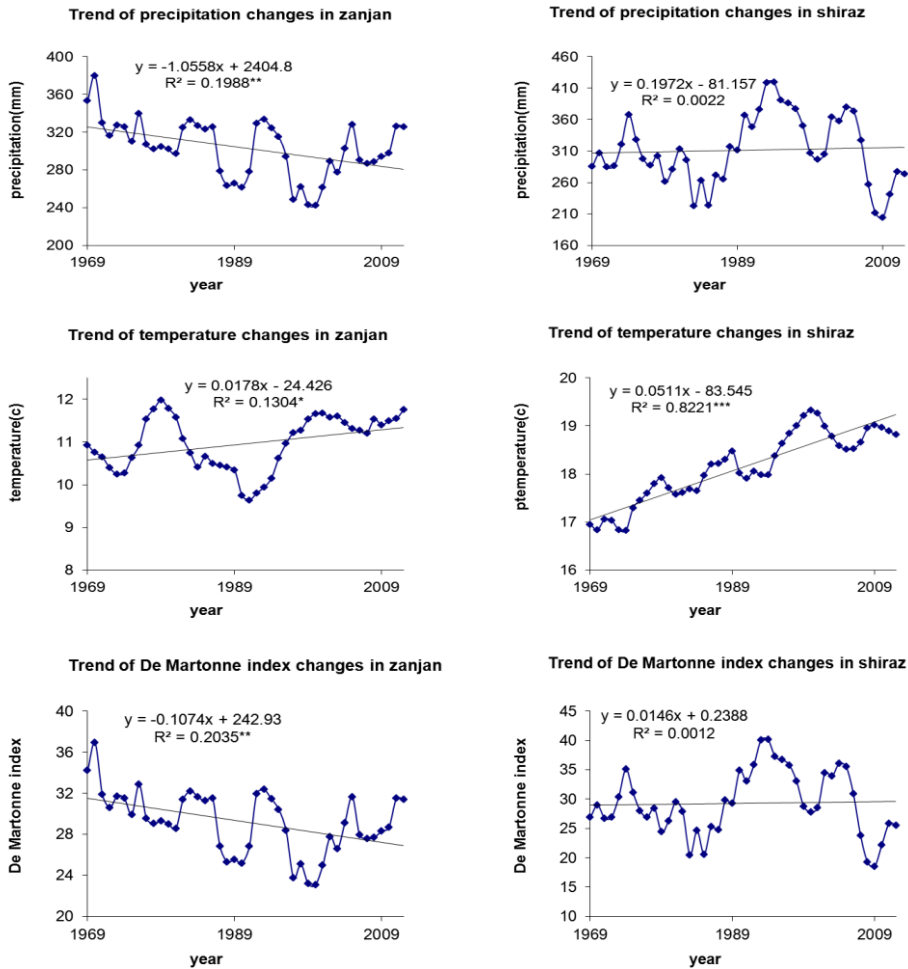 Trend of precipitation changes in zanjan
y = -1.0558x + 2404.8
R² = 0.1988**
precipitation(mm)
400
360
320
280
240
200
1969
1989
2009
year
Trend of precipitation changes in shiraz
y = 0.1972x - 81.157
R² = 0.0022
precipitation(mm)
460
410
360
310
260
210
160
1969
1989
2009
year
Trend of temperature changes in zanjan
y = 0.0178x - 24.426
R² = 0.1304*
temperature(c)
12
11
10
9
8
1969
1989
2009
year
Trend of temperature changes in shiraz
y = 0.0511x - 83.545
R² = 0.8221***
ptemperature(c)
20
19
18
17
16
1969
1989
2009
year
Trend of De Martonne index changes in zanjan
y = -0.1074x + 242.93
R² = 0.2035**
De Martonne index
40
36
32
28
24
20
1969
1989
2009
year
Trend of De Martonne index changes in shiraz
y = 0.0146x + 0.2388
R² = 0.0012
De Martonne index
45
40
35
30
25
20
15
10
1969
1989
2009
year